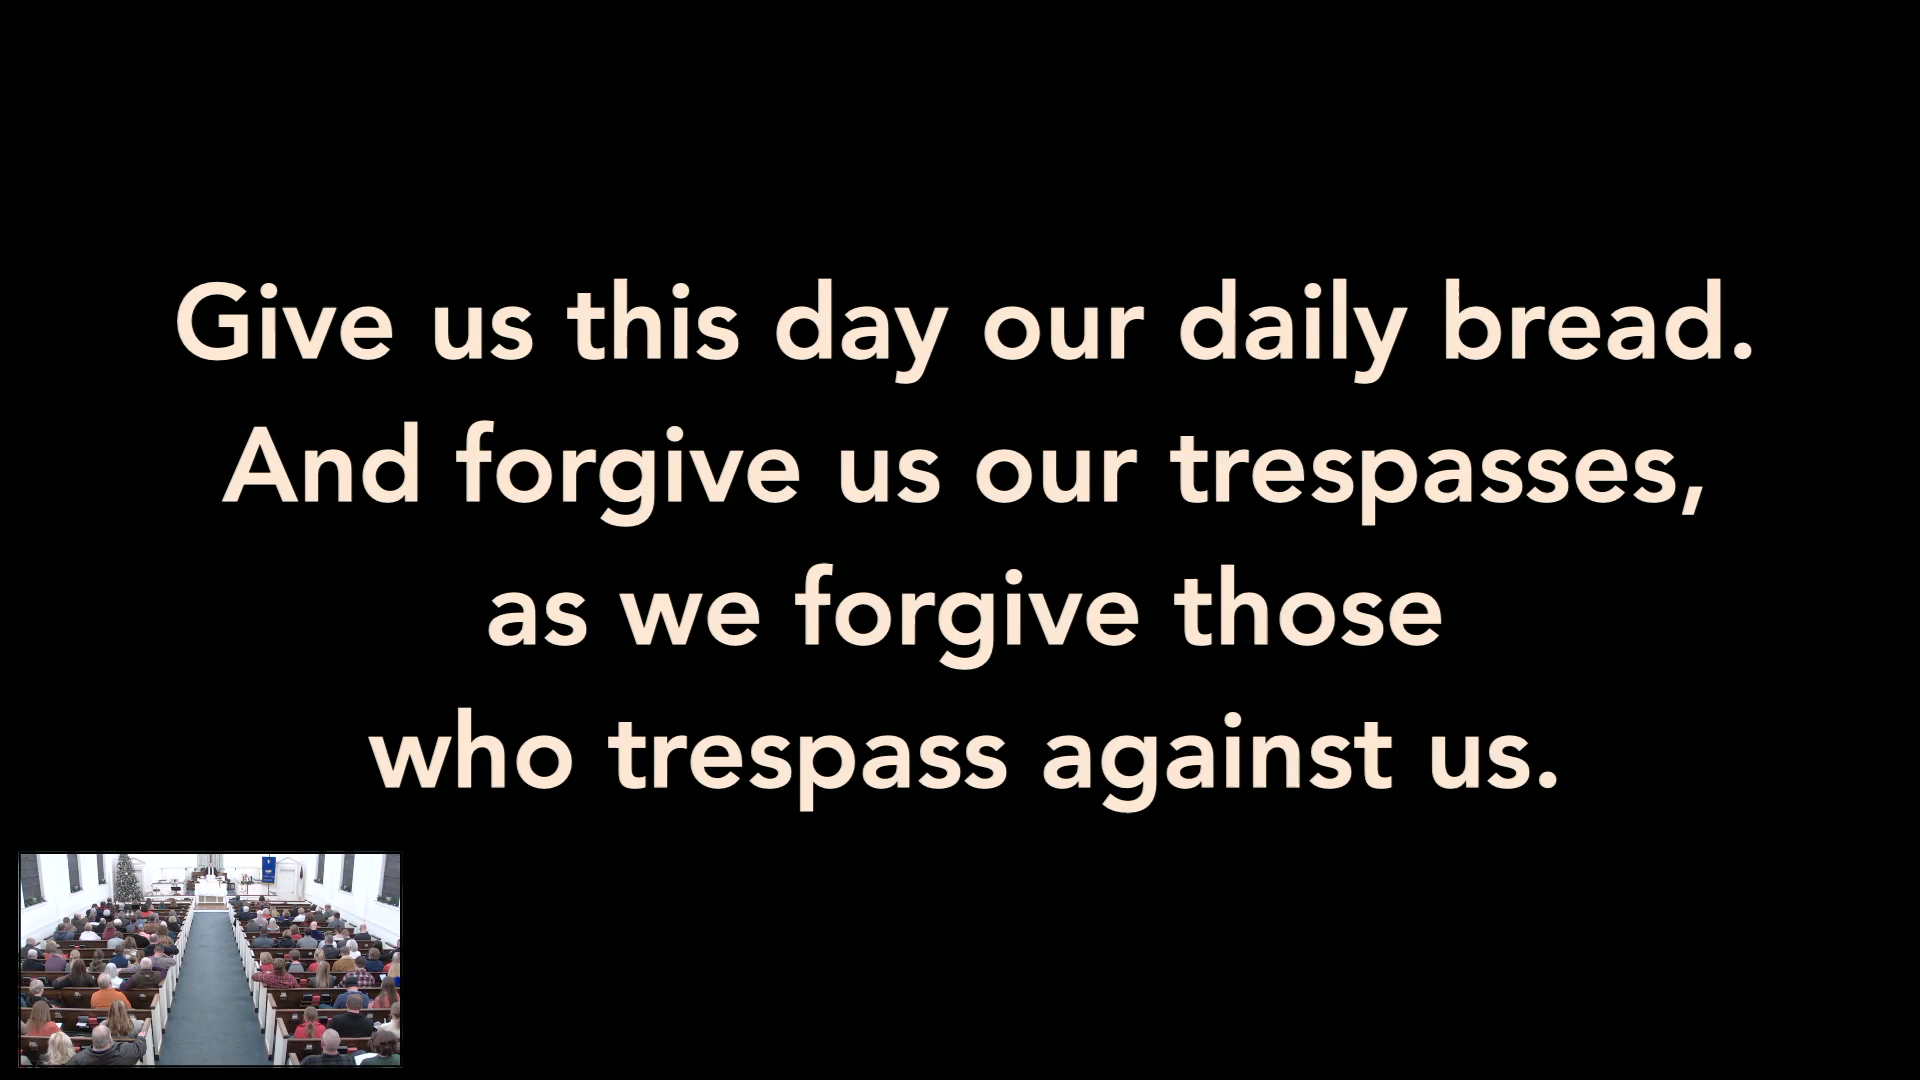 Give us this day our daily bread.
And forgive us our trespasses,
as we forgive those
who trespass against us.